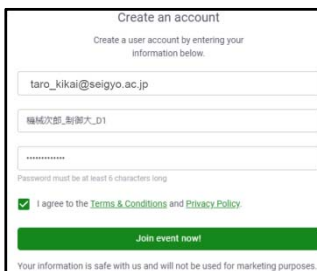 Create an account
Create a user account by entering your
information below.
taro_kikai@seigyo.ac.jp
機械次郎_制御大_D1
•••••••••••••
Password must be at least 6 characters long
I agree to the Terms & Conditions and Privacy Policy.
Join event now!
Your information is safe with us and will not be used for marketing purposes.